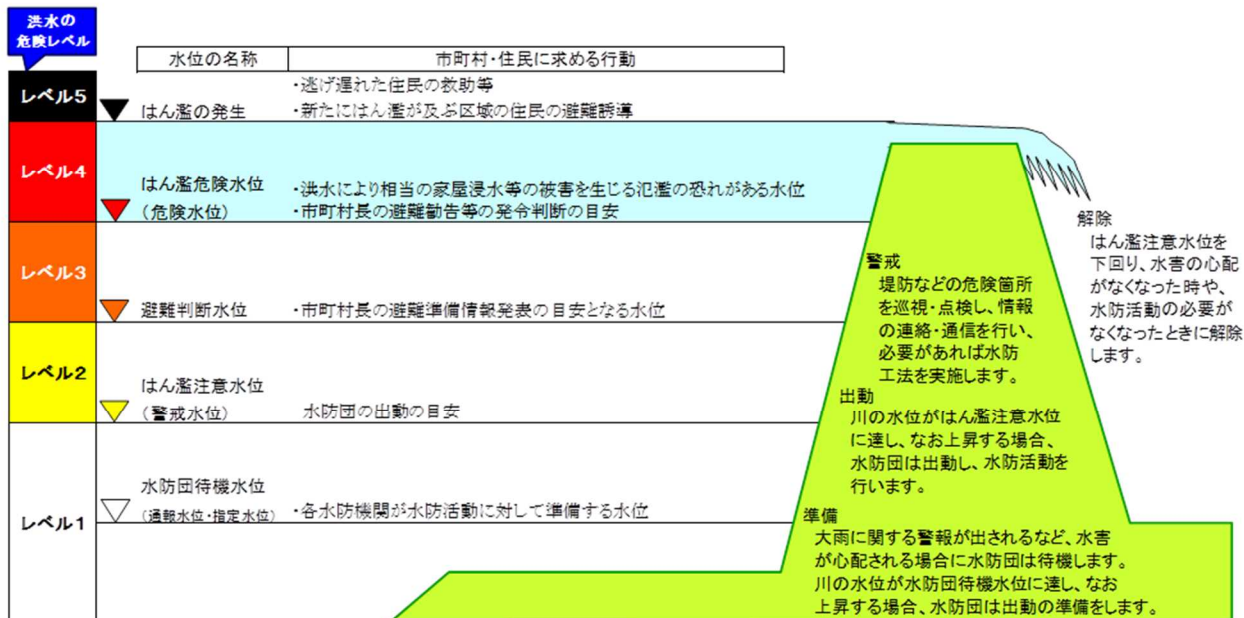 洪水の
危険レベル
水位の名称
市町村・住民に求める行動
レベル5
はん濫の発生
・逃げ遅れた住民の救助等
・新たにはん濫が及ぶ区域の住民の避難誘導
レベル4
はん濫危険水位
（危険水位）
・洪水により相当の家屋浸水等の被害を生じる氾濫の恐れがある水位
・市町村長の避難勧告等の発令判断の目安
レベル3
避難判断水位
・市町村長の避難準備情報発表の目安となる水位
レベル2
はん濫注意水位
（警戒水位）
水防団の出動の目安
レベル1
水防団待機水位
（通報水位・指定水位）
・各水防機関が水防活動に対して準備する水位
警戒
堤防などの危険箇所
を巡視・点検し、情報
の連絡・通信を行い、
必要があれば水防
工法を実施します。
出動
川の水位がはん濫注意水位
に達し、なお上昇する場合、
水防団は出動し、水防活動を
行います。
準備
大雨に関する警報が出されるなど、水害
が心配される場合に水防団は待機します。
川の水位が水防団待機水位に達し、なお
上昇する場合、水防団は出動の準備をします。
解除
はん濫注意水位を
下回り、水害の心配
がなくなった時や、
水防活動の必要が
なくなったときに解除
します。